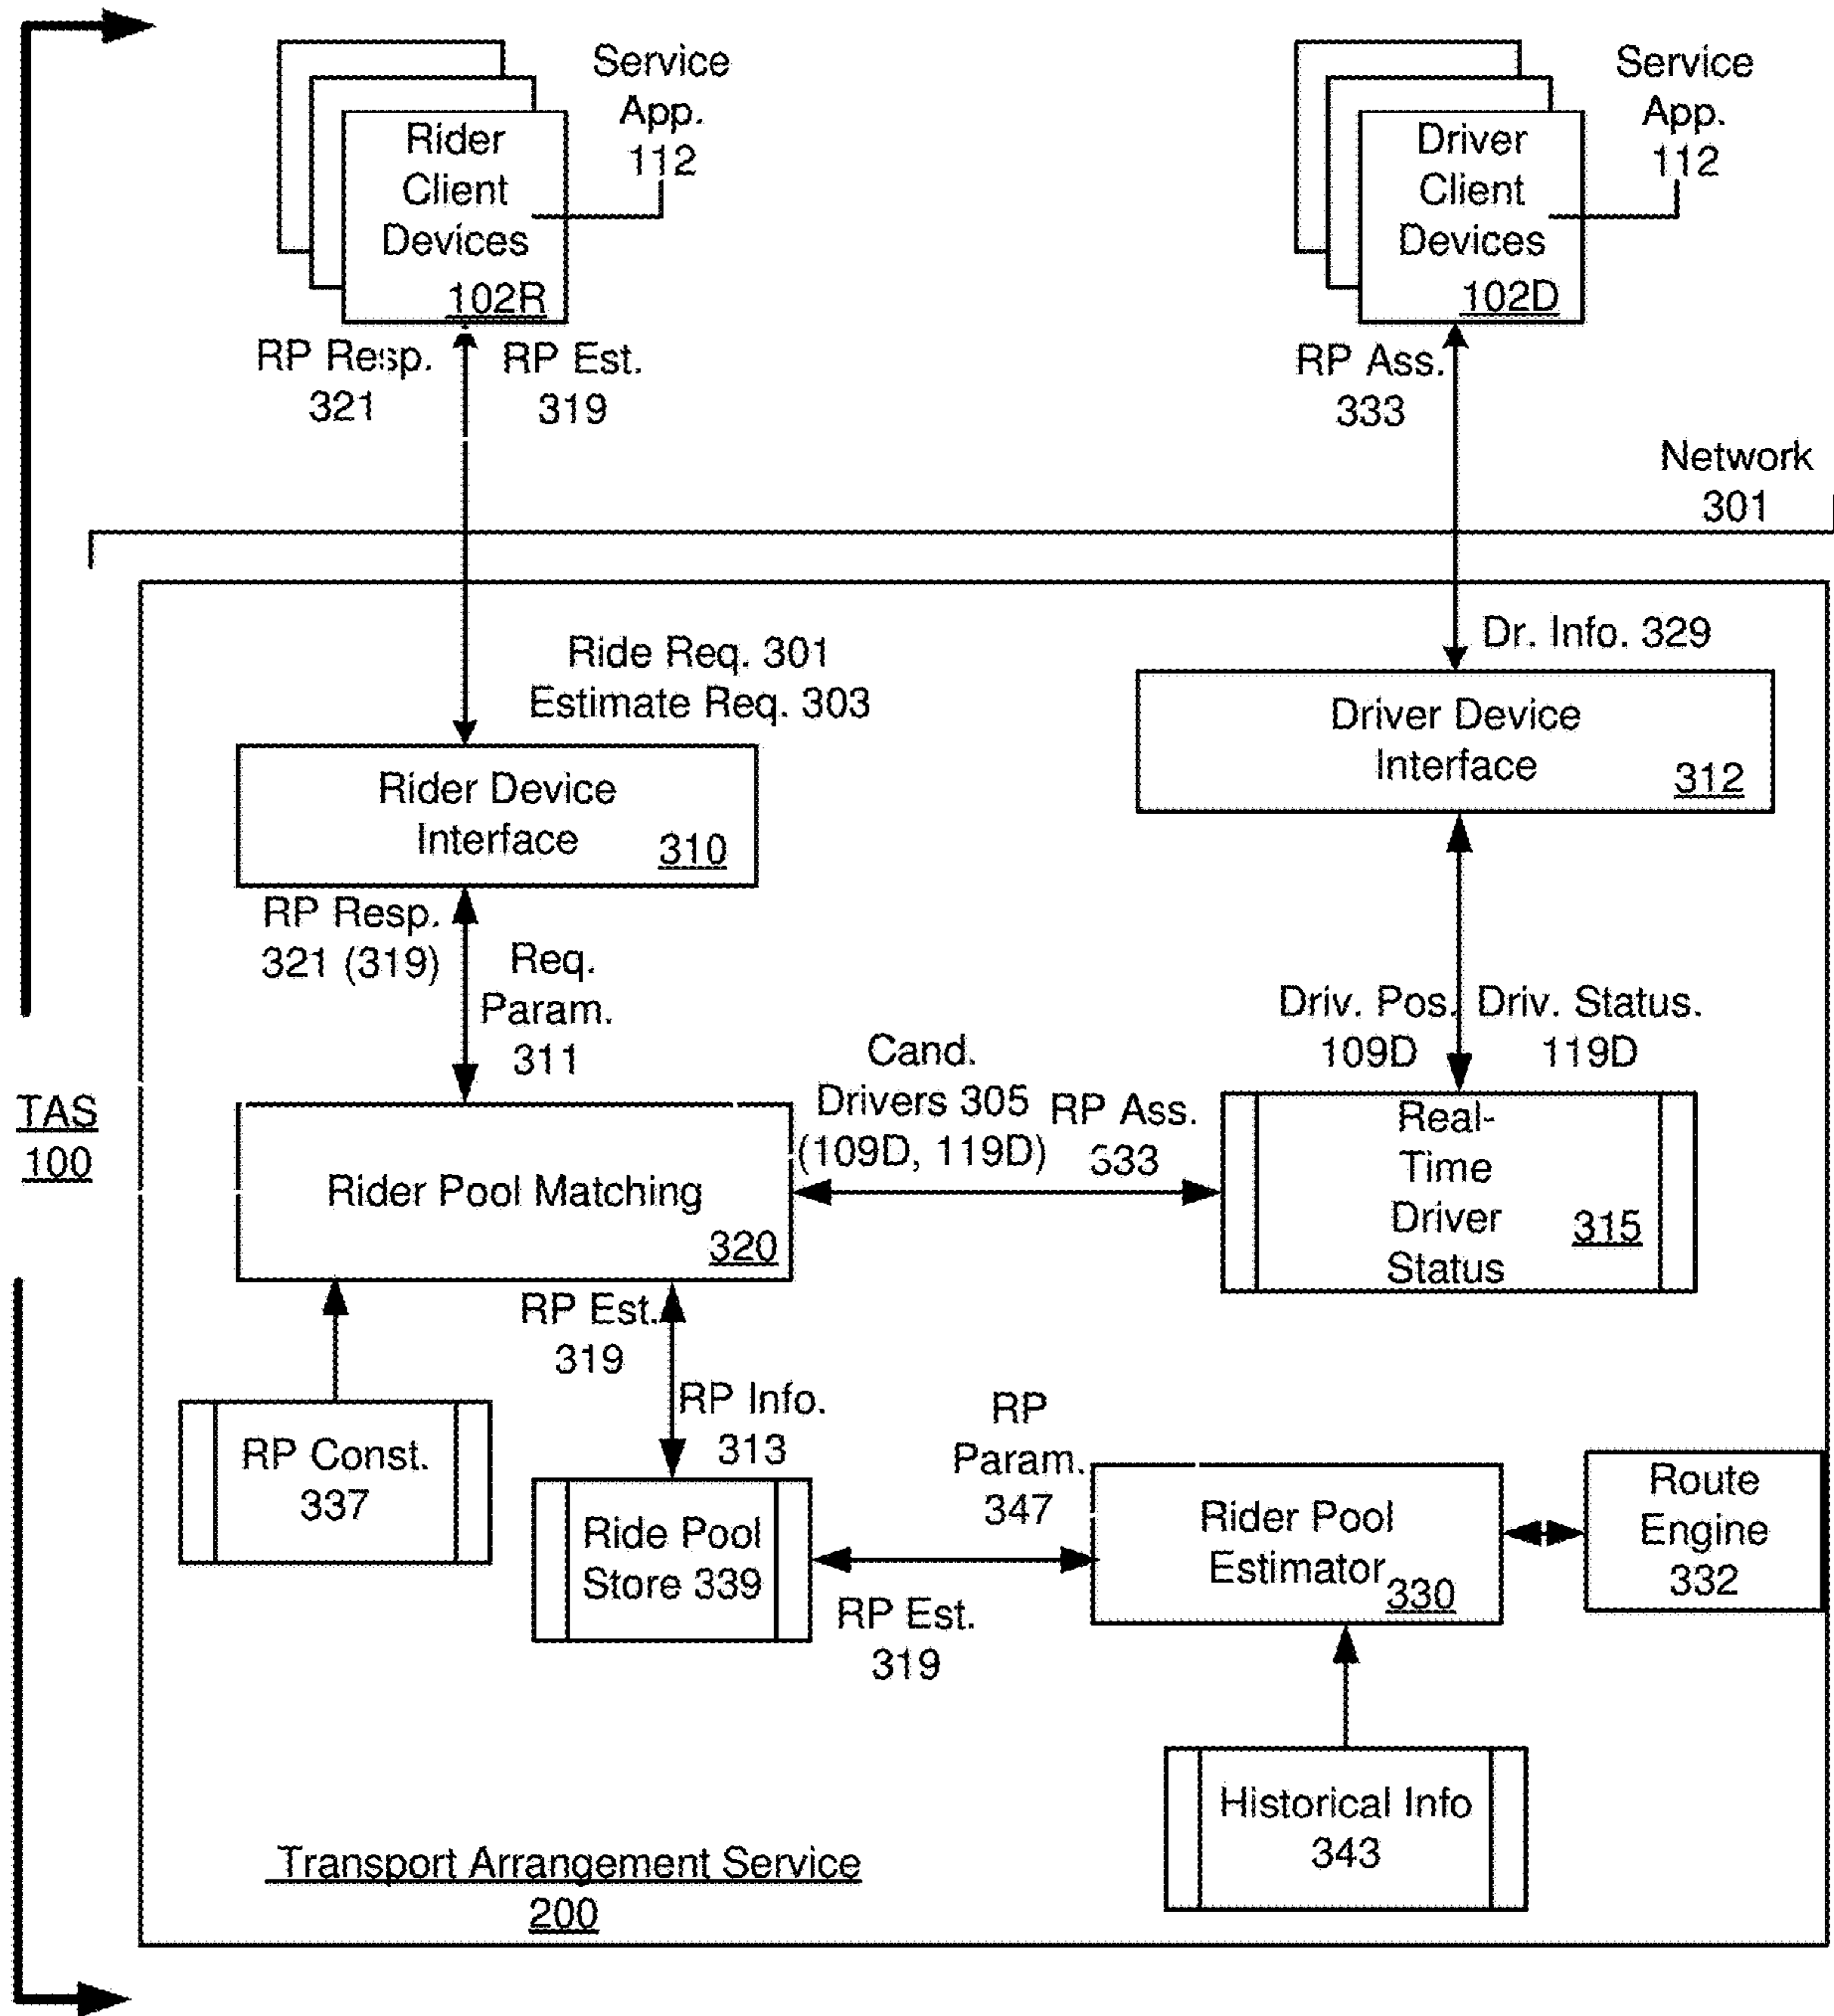 Service
App.
112
Rider
Client
Devices
102R
Service
App.
112
Driver
Client
Devices
102D
RP Resp.
321
RP Est.
319
RP Ass.
333
Network
301
Ride Req. 301
Estimate Req. 303
Dr. Info. 329
Rider Device
Interface
310
Driver Device
Interface
312
RP Resp.
321 (319)
Req.
Param.
311
Driv. Pos.
109D
Driv. Status.
119D
TAS
100
Cand.
Drivers 305
(109D, 119D)
RP Ass.
333
Rider Pool Matching
320
Real-
Time
Driver
Status
315
RP Est.
319
RP Info.
313
RP Const.
337
Ride Pool
Store 339
RP
Param.
347
RP Est.
319
Rider Pool
Estimator
330
Route
Engine
332
Historical Info
343
Transport Arrangement Service
200